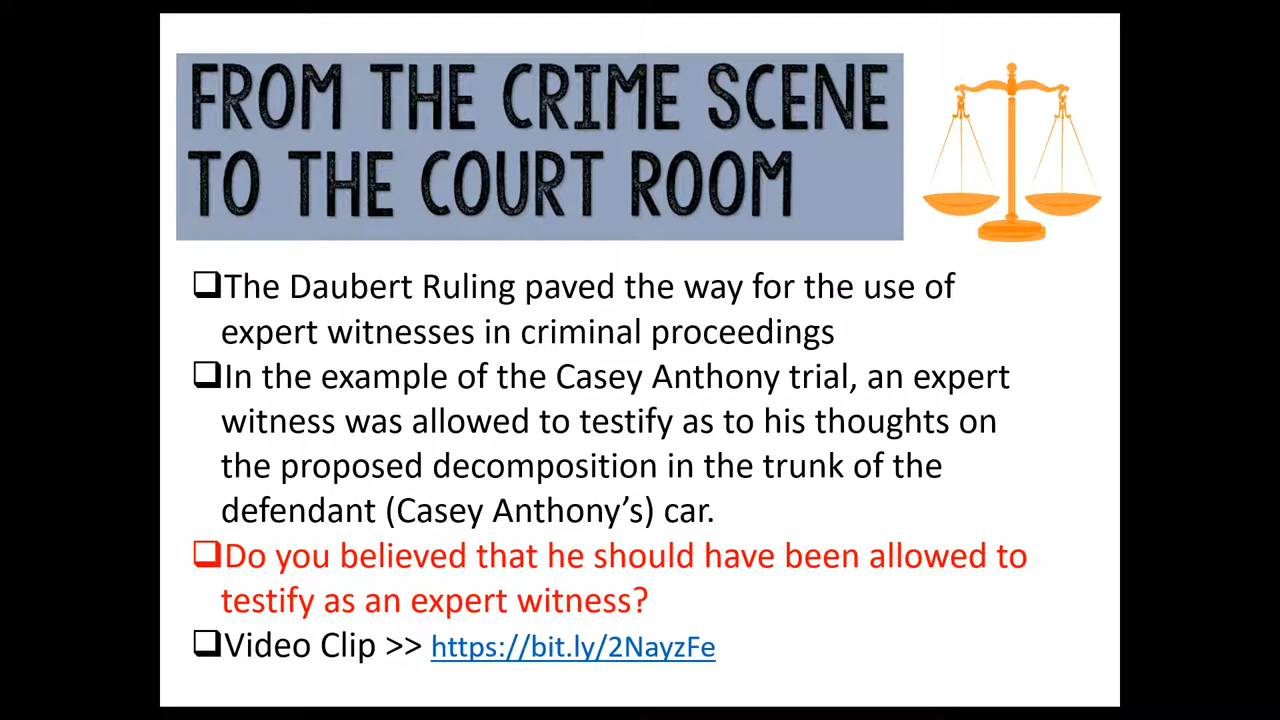 FROM THE CRIME SCENE
TO THE COURT ROOM
❑The Daubert Ruling paved the way for the use of
expert witnesses in criminal proceedings
❑In the example of the Casey Anthony trial, an expert
witness was allowed to testify as to his thoughts on
the proposed decomposition in the trunk of the
defendant (Casey Anthony’s) car.
❑Do you believed that he should have been allowed to
testify as an expert witness?
❑Video Clip >> https://bit.ly/2NayzFe